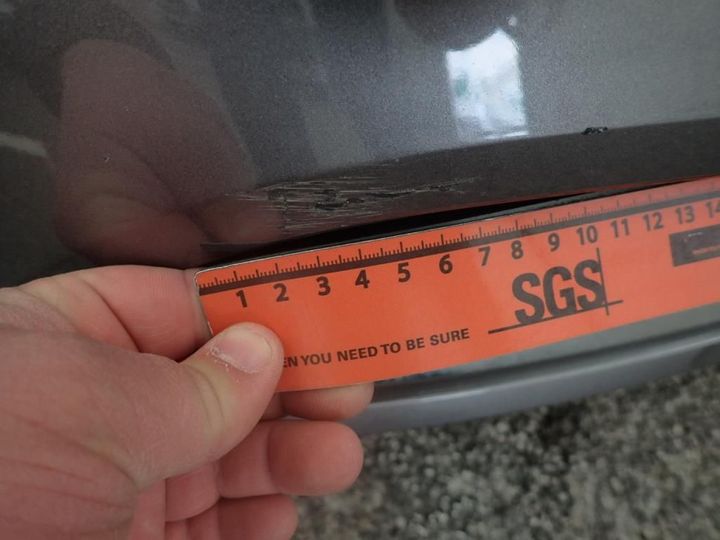 1 2 3 4 5 6 7 8 9 10 11 12 13 14
SGS
EN YOU NEED TO BE SURE